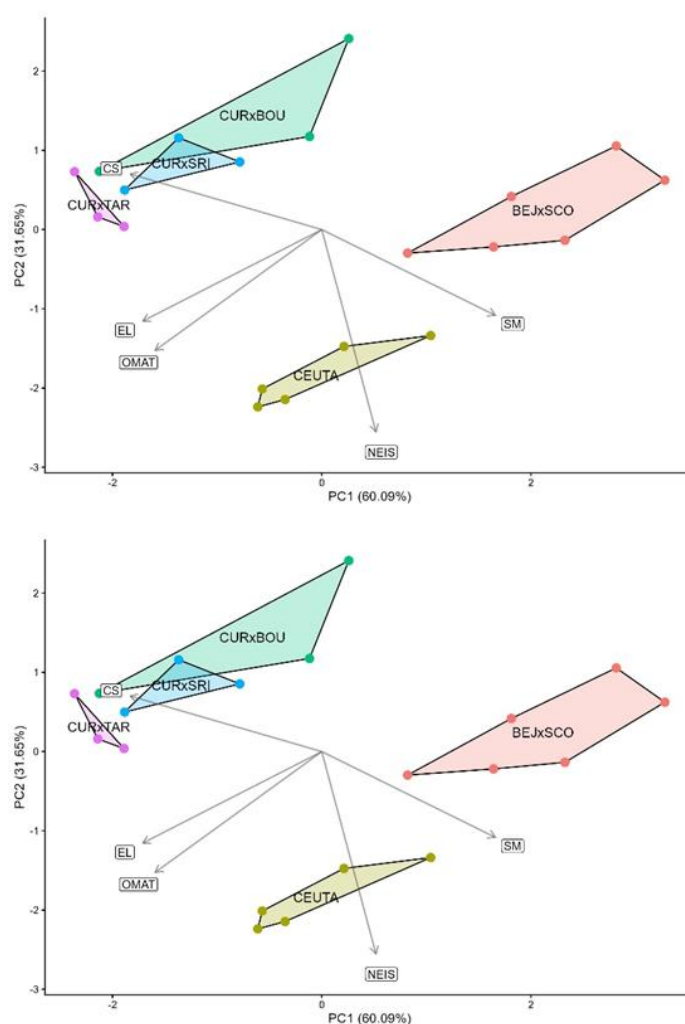 2
CURxBOU
CS
CURxSRI
1
CURxTAR
BEJxSCO
PC2 (31.65%)
0
-1
EL
SM
OMAT
-2
CEUTA
NEIS
-3
-2
0
2
PC1 (60.09%)
2
CURxBOU
1
CS
CURxSRI
CURxTAR
BEJxSCO
PC2 (31.65%)
0
-1
EL
SM
OMAT
CEUTA
-2
NEIS
-3
-2
0
2
PC1 (60.09%)